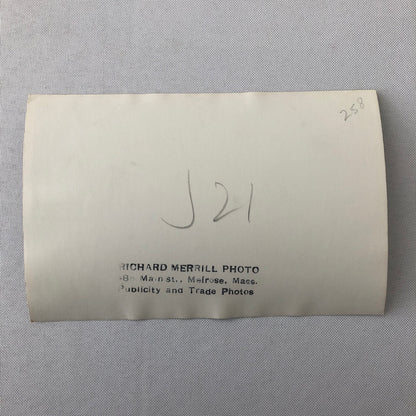 258
J21
RICHARD MERRILL PHOTO
Main st., Melrose, Mass.
Publicity and Trade Photos